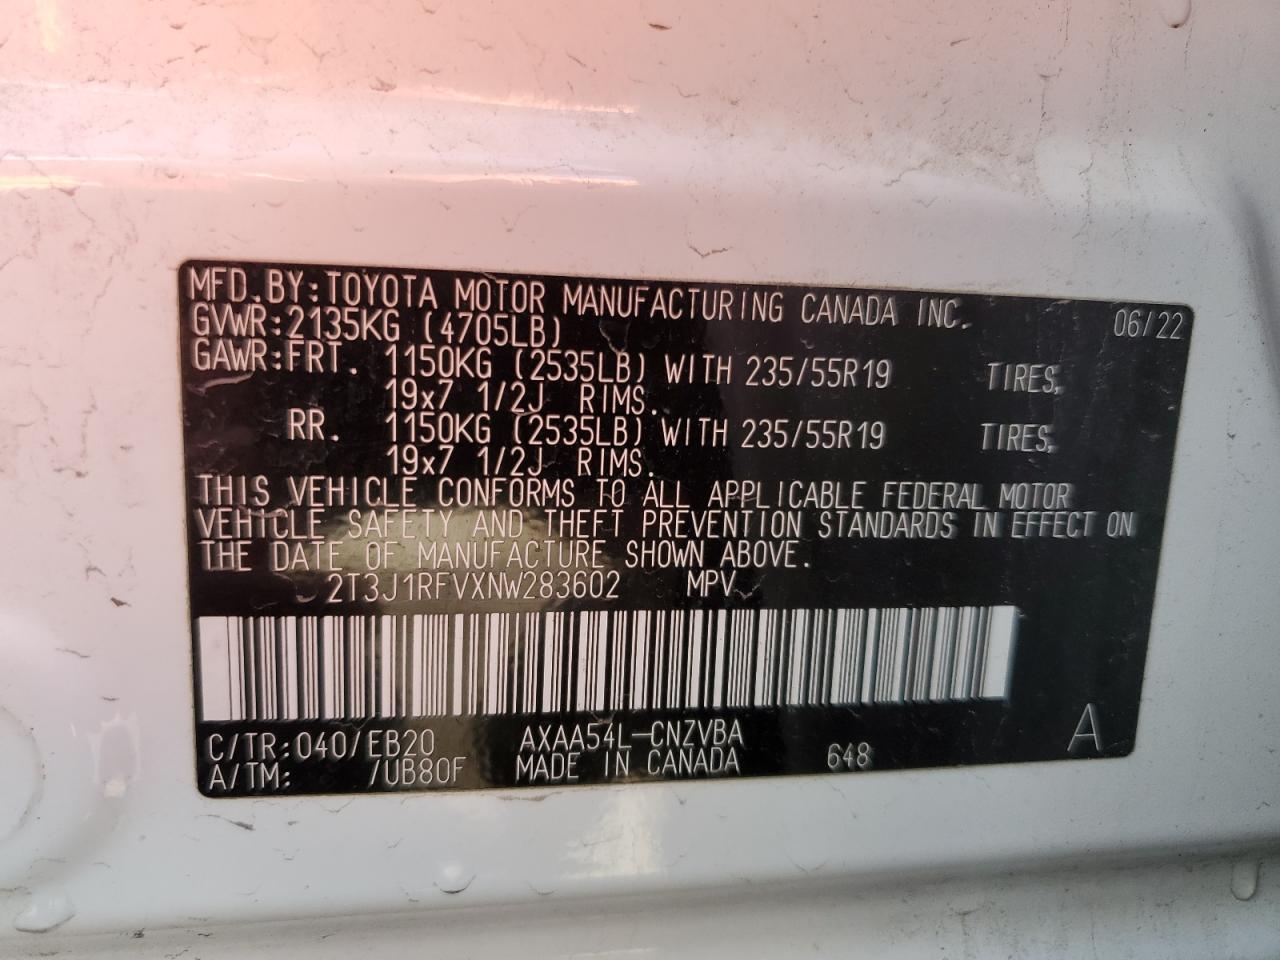 MFD.BY:TOYOTA MOTOR MANUFACTURING CANADA INC. 06/22
GVWR:2135KG (4705LB)
GAWR:FRT. 1150KG (2535LB) WITH 235/55R19 TIRES,
19x7 1/2J RIMS.
RR. 1150KG (2535LB) WITH 235/55R19 TIRES,
19x7 1/2J RIMS.
THIS VEHICLE CONFORMS TO ALL APPLICABLE FEDERAL MOTOR
VEHICLE SAFETY AND THEFT PREVENTION STANDARDS IN EFFECT ON
THE DATE OF MANUFACTURE SHOWN ABOVE.
2T3J1RFVXNW283602 MPV
C/TR:040/EB20 AXAA54L-CNZVBA A
A/TM: /UB80F MADE IN CANADA 648